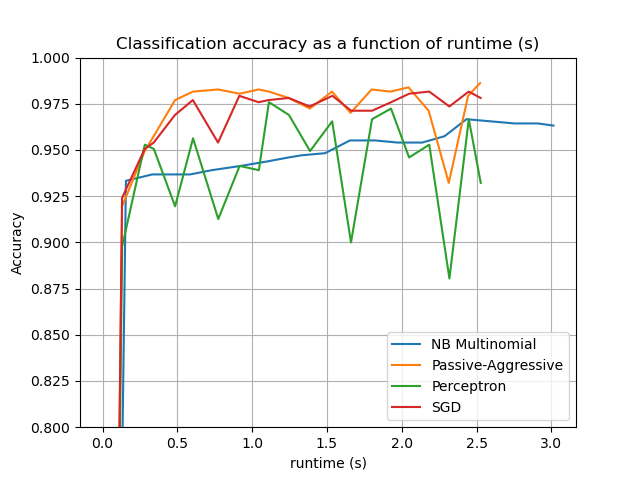 Classification accuracy as a function of runtime (s)
1.000
0.975
0.950
0.925
0.900
0.875
0.850
0.825
0.800
Accuracy
NB Multinomial
Passive-Aggressive
Perceptron
SGD
0.0 0.5 1.0 1.5 2.0 2.5 3.0
runtime (s)